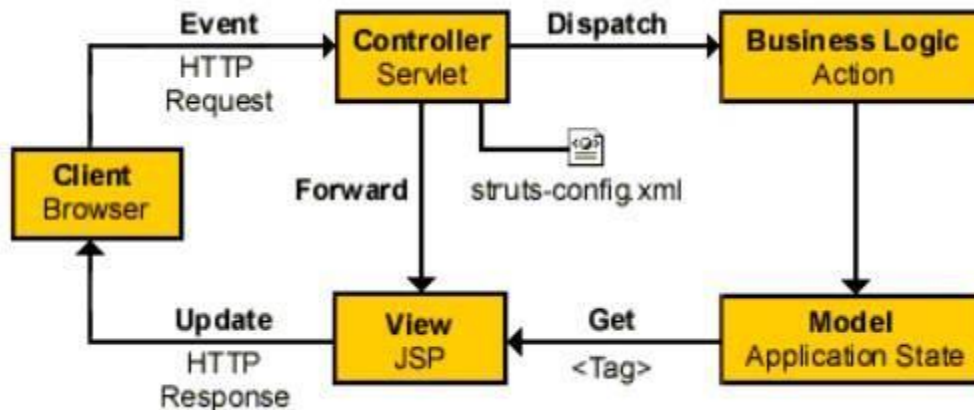 Event
HTTP
Request
Controller
Servlet
Dispatch
Business Logic
Action
Client
Browser
Forward
struts-config.xml
Update
HTTP
Response
View
JSP
Get
<Tag>
Model
Application State